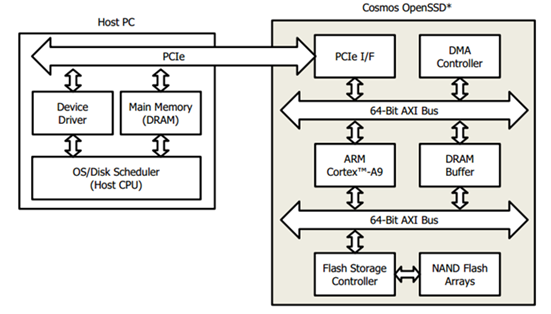 Host PC
Cosmos OpenSSD*
PCIe
PCIe I/F
DMA
Controller
Device
Driver
Main Memory
(DRAM)
64-Bit AXI Bus
OS/Disk Scheduler
(Host CPU)
ARM
Cortex™-A9
DRAM
Buffer
64-Bit AXI Bus
Flash Storage
Controller
NAND Flash
Arrays